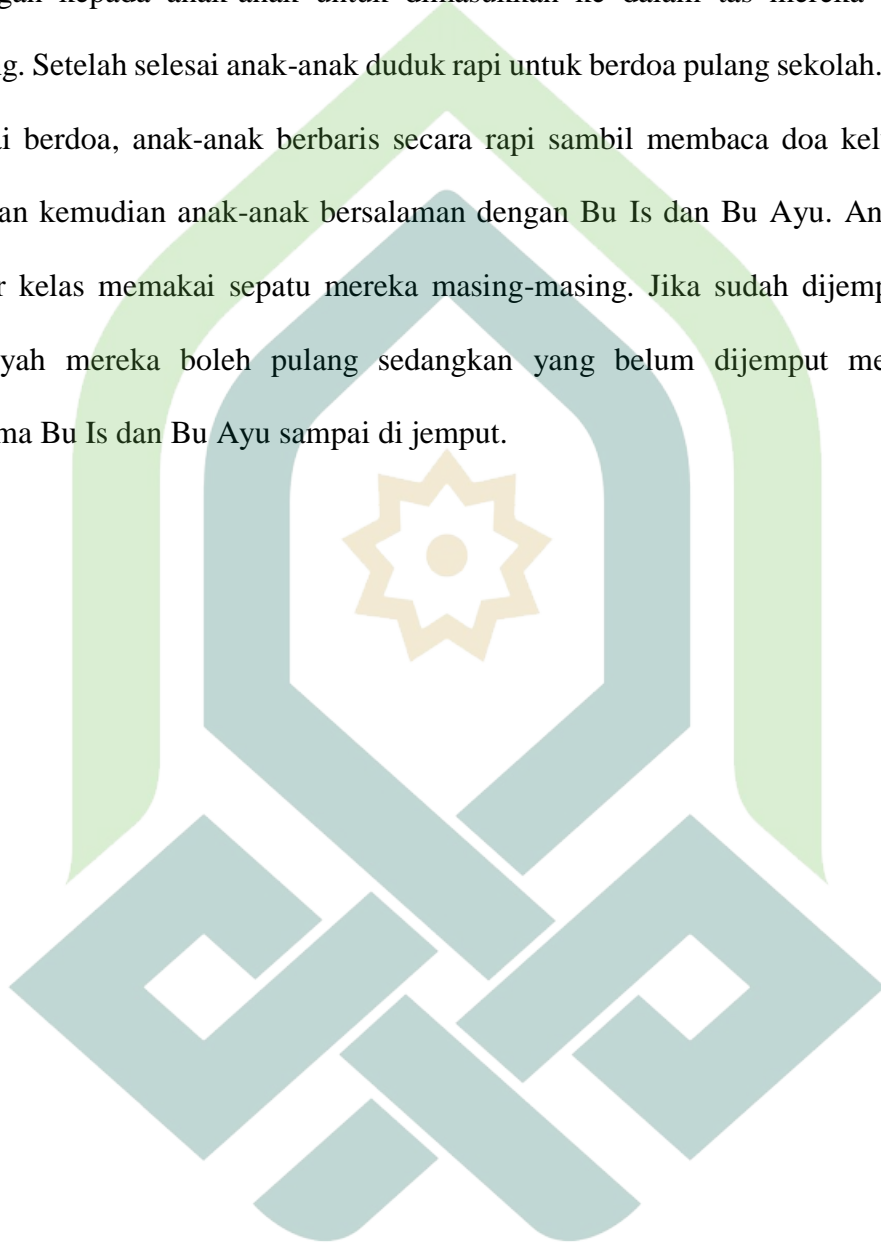 gan kepada anak-anak untuk dimasukkan ke dalam tas mereka
ng. Setelah selesai anak-anak duduk rapi untuk berdoa pulang sekolah.
ai berdoa, anak-anak berbaris secara rapi sambil membaca doa kel
an kemudian anak-anak bersalaman dengan Bu Is dan Bu Ayu. An
r kelas memakai sepatu mereka masing-masing. Jika sudah dijemp
yah mereka boleh pulang sedangkan yang belum dijemput me
ma Bu Is dan Bu Ayu sampai di jemput.